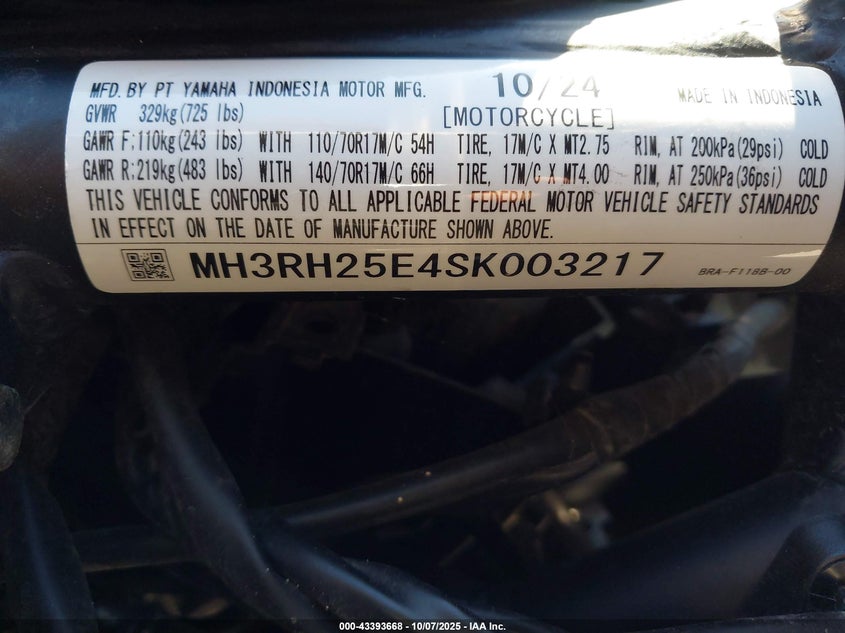 MFD. BY PT YAMAHA INDONESIA MOTOR MFG. 10/24 MADE IN INDONESIA
GVWR 329kg(725 lbs) [MOTORCYCLE]
GAWR F:110kg(243 lbs) WITH 110/70R17M/C 54H TIRE, 17M/C X MT2.75 RIM, AT 200kPa(29psi) COLD
GAWR R:219kg(483 lbs) WITH 140/70R17M/C 66H TIRE, 17M/C X MT4.00 RIM, AT 250kPa(36psi) COLD
THIS VEHICLE CONFORMS TO ALL APPLICABLE FEDERAL MOTOR VEHICLE SAFETY STANDARDS
IN EFFECT ON THE DATE OF MANUFACTURE SHOWN ABOVE.
MH3RH25E4SK003217 BRA-F118B-00
000-43393668 - 10/07/2025 - IAA Inc.